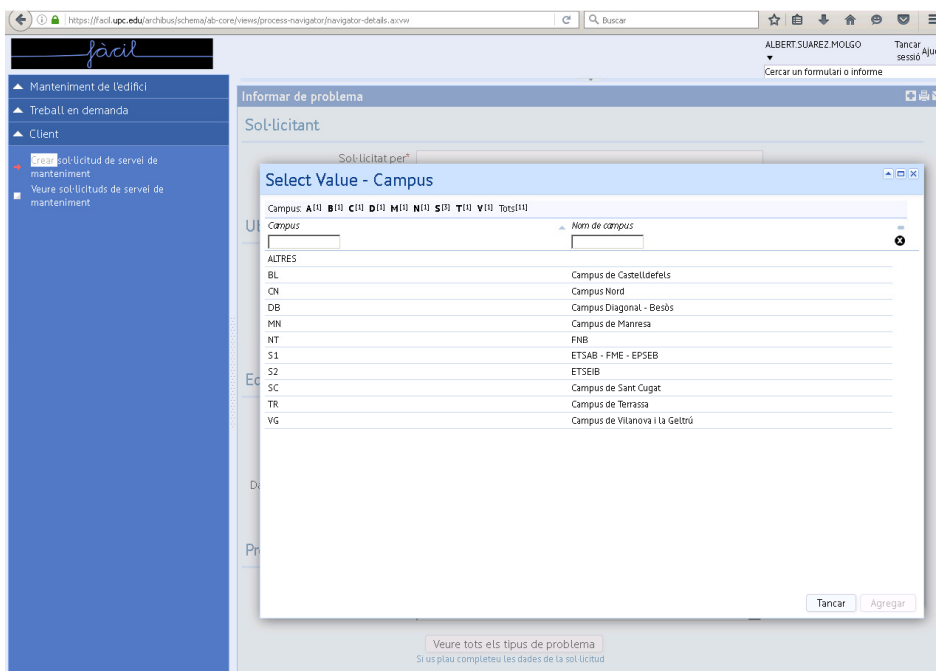 https://facil.upc.edu/archibus/schema/ab-core/views/process-navigator/navigator-details.axvw
Buscar
fàcil
ALBERT.SUAREZ.MOLGO
Tancar sessió
Cercar un formulari o informe
Manteniment de l'edifici
Treball en demanda
Client
Crear sol·licitud de servei de
manteniment
Veure sol·licituds de servei de
manteniment
Informar de problema
Sol·licitant
Sol·licitat per*
Select Value - Campus
Campus: A[1] B[1] C[1] D[1] M[1] N[1] S[3] T[1] V[1] Tots[11]
Campus Nom de campus
ALTRES
BL Campus de Castelldefels
CN Campus Nord
DB Campus Diagonal - Besòs
MN Campus de Manresa
NT FNB
S1 ETSAB - FME - EPSEB
S2 ETSEIB
SC Campus de Sant Cugat
TR Campus de Terrassa
VG Campus de Vilanova i la Geltrú
Tancar Agregar
Veure tots els tipus de problema
Si us plau completeu les dades de la sol·licitud